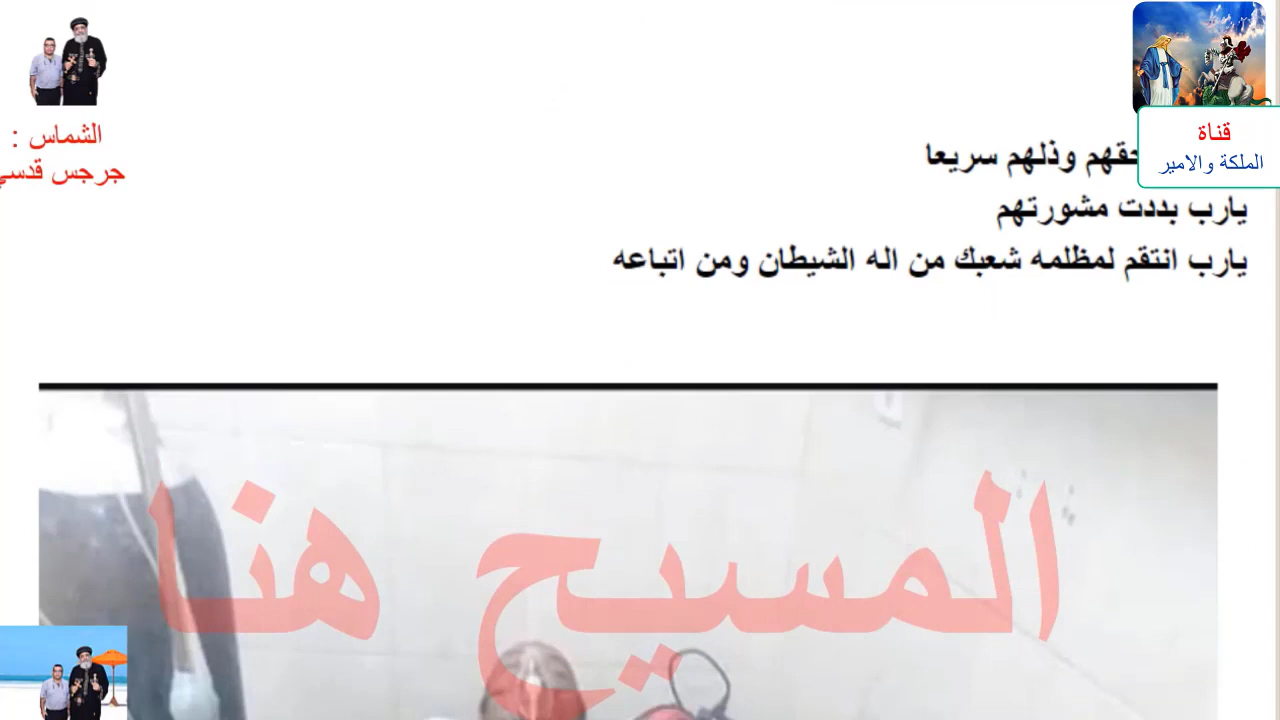 قناة
الملكة والامير
الشماس :
جرجس قدسي
وذلهم سريعا
يارب بددت مشورتهم
يارب انتقم لمظلمه شعبك من اله الشيطان ومن اتباعه
المسيح هنا